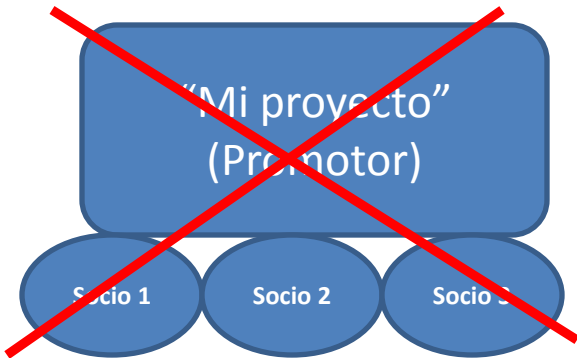 “Mi proyecto”
(Promotor)
Socio 1 Socio 2 Socio 3